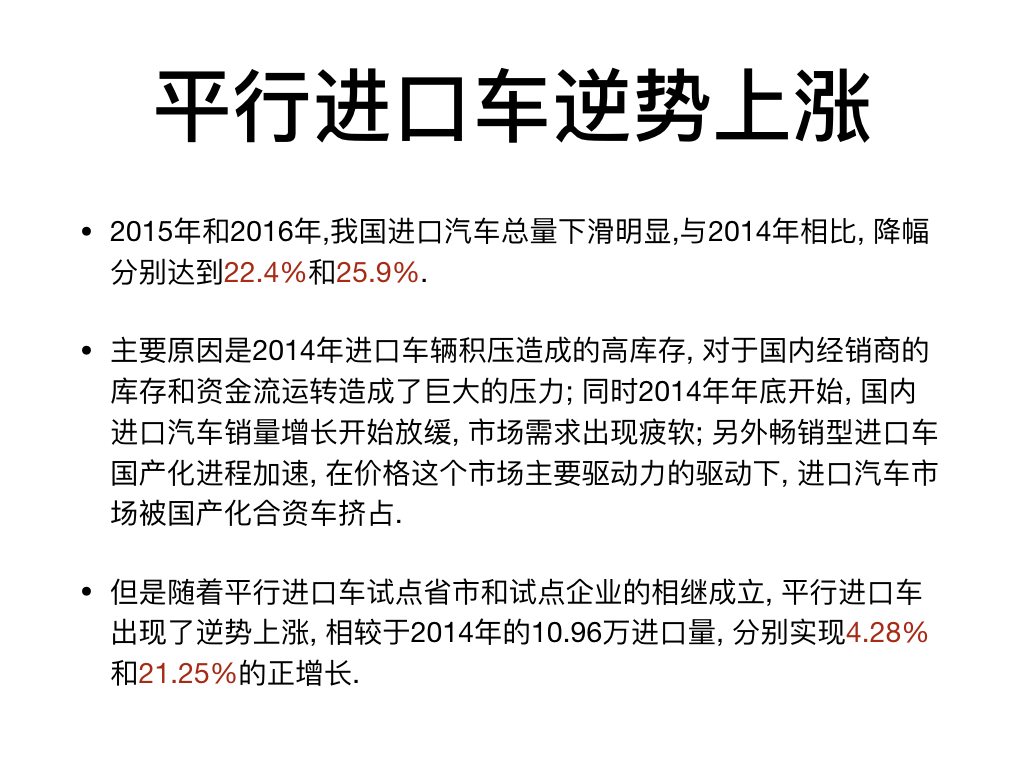 平行进口车逆势上涨
• 2015年和2016年,我国进口汽车总量下滑明显,与2014年相比, 降幅
分别达到22.4%和25.9%.
• 主要原因是2014年进口车辆积压造成的高库存, 对于国内经销商的
库存和资金流运转造成了巨大的压力; 同时2014年年底开始, 国内
进口汽车销量增长开始放缓, 市场需求出现疲软; 另外畅销型进口车
国产化进程加速, 在价格这个市场主要驱动力的驱动下, 进口汽车市
场被国产化合资车挤占.
• 但是随着平行进口车试点省市和试点企业的相继成立, 平行进口车
出现了逆势上涨, 相较于2014年的10.96万进口量, 分别实现4.28%
和21.25%的正增长.